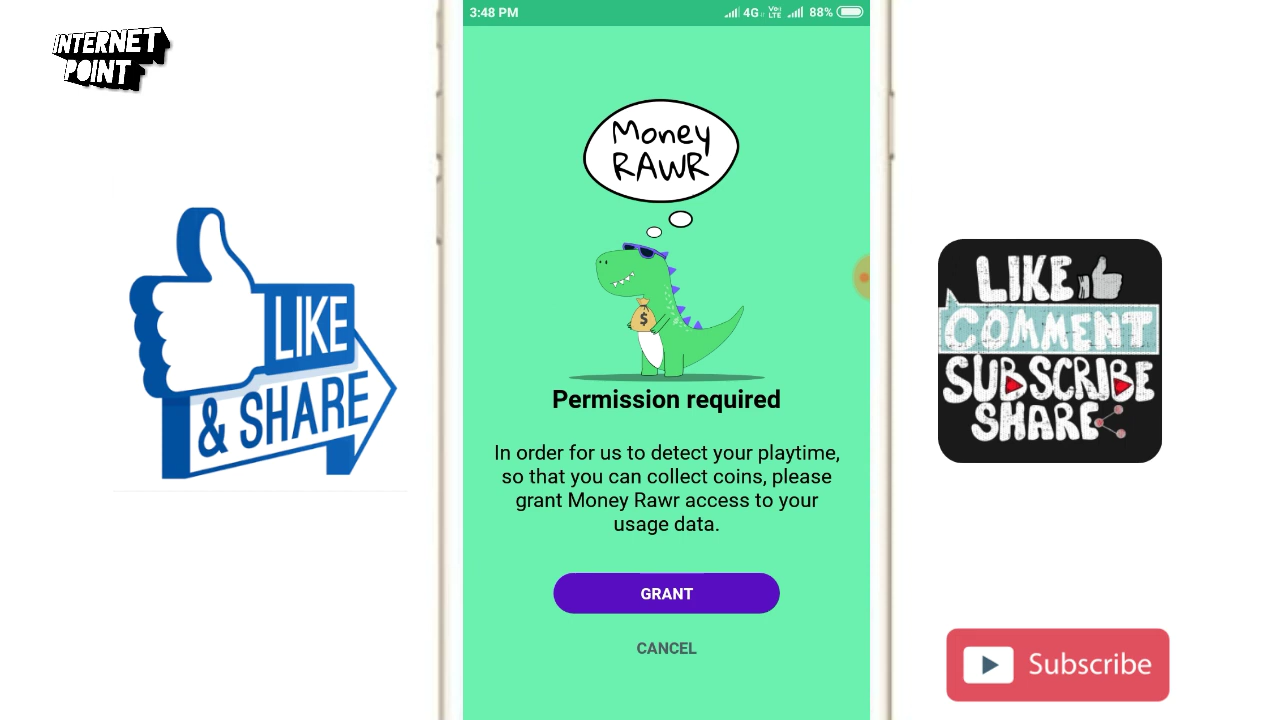 INTERNET
POINT
3:48 PM
4G
Vo
LTE
88%
Money
RAWR
$
LIKE
& SHARE
LIKE
COMMENT
SUBSCRIBE
SHARE
Permission required
In order for us to detect your playtime,
so that you can collect coins, please
grant Money Rawr access to your
usage data.
GRANT
CANCEL
Subscribe